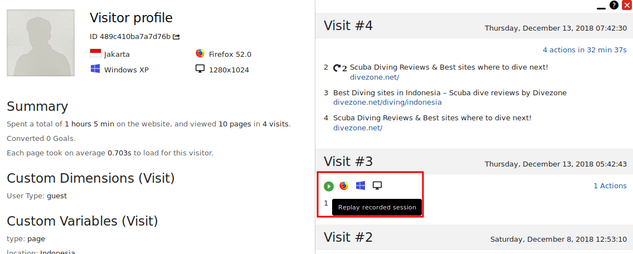 Visitor profile
ID 489c410ba7a7d76b
Jakarta
Firefox 52.0
Windows XP
1280x1024
Summary
Spent a total of 1 hours 5 min on the website, and viewed 10 pages in 4 visits.
Converted 0 Goals.
Each page took on average 0.703s to load for this visitor.
Custom Dimensions (Visit)
User Type: guest
Custom Variables (Visit)
type: page
location: Indonesia
Visit #4
Thursday, December 13, 2018 07:42:30
4 actions in 32 min 37s
2 2 Scuba Diving Reviews & Best sites where to dive next!
divezone.net/
3 Best Diving sites in Indonesia – Scuba dive reviews by Divezone
divezone.net/diving/indonesia
4 Scuba Diving Reviews & Best sites where to dive next!
divezone.net/
Visit #3
Thursday, December 13, 2018 05:42:43
1 Actions
1
Replay recorded session
Visit #2
Saturday, December 8, 2018 12:53:10